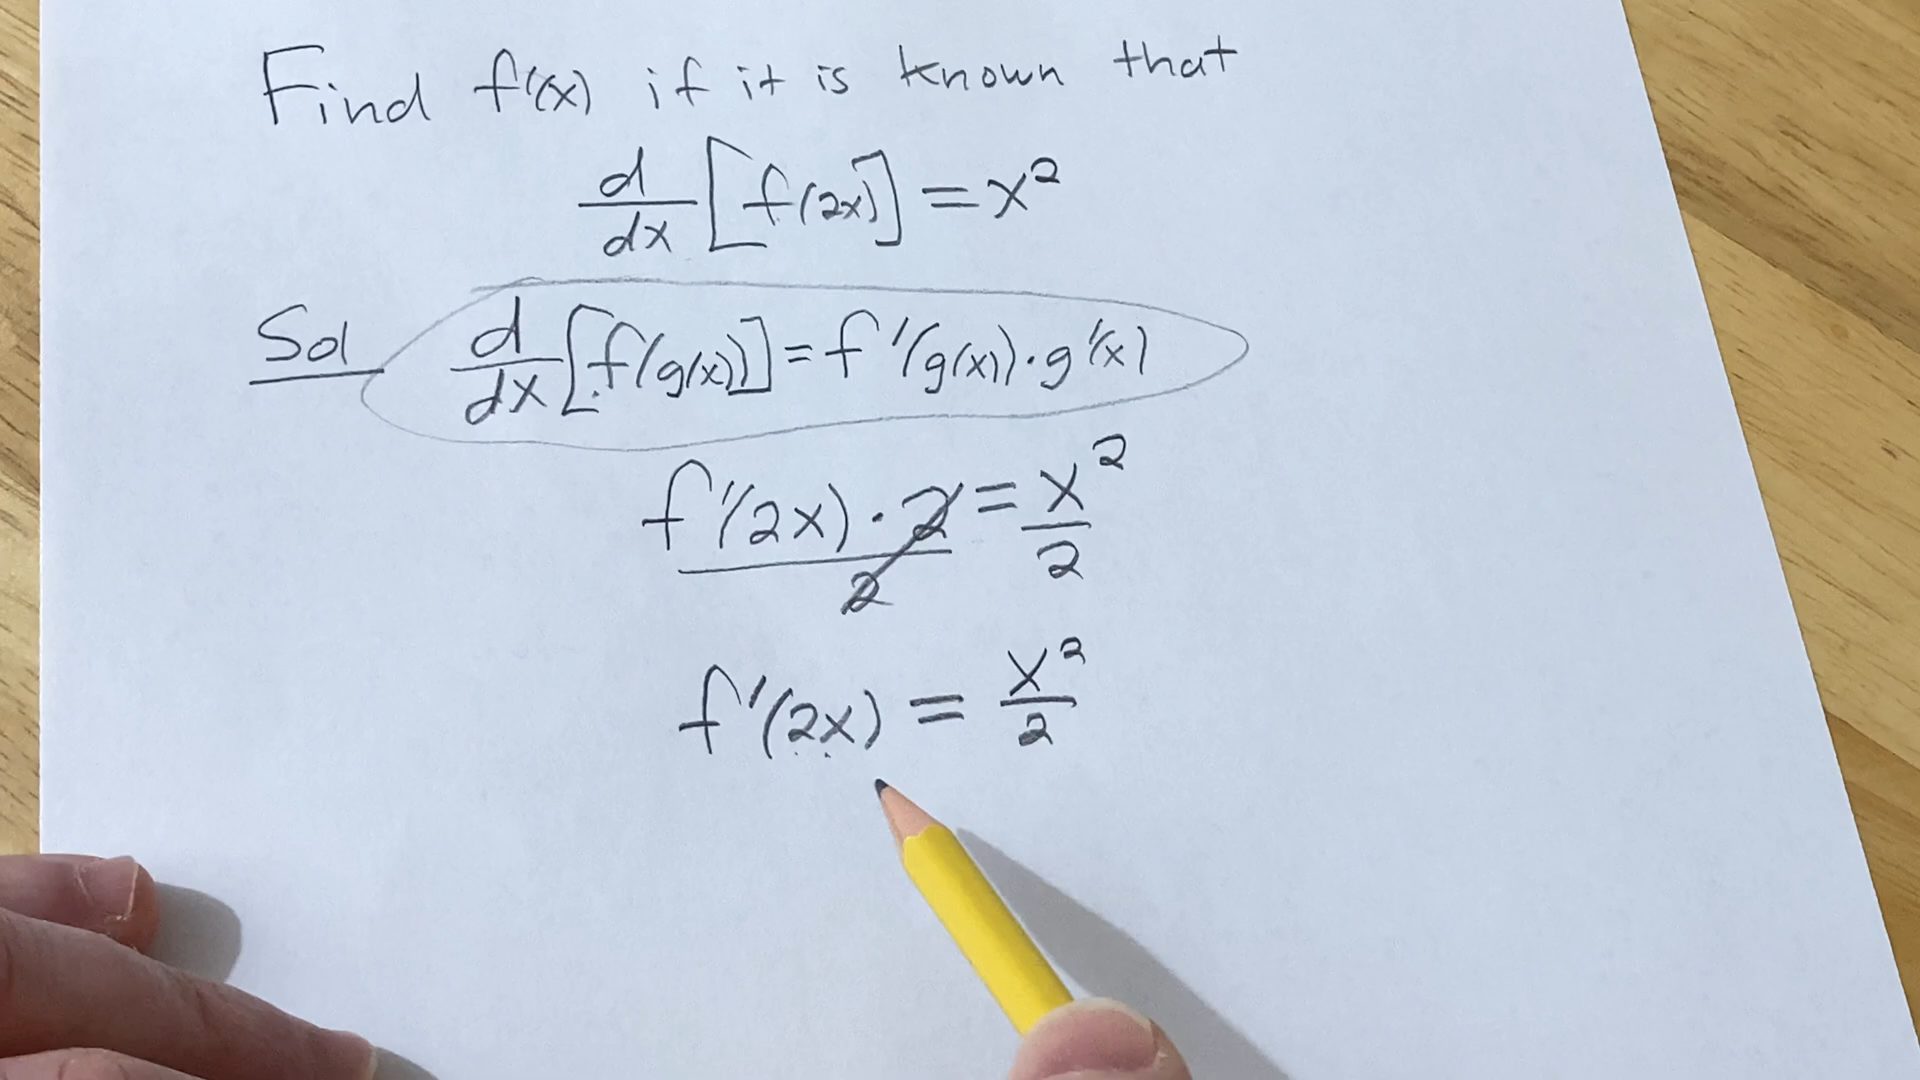 Find f'(x) if it is known that
d/dx [f(2x)] = x²
Sol d/dx [f(g(x))] = f'(g(x)) · g'(x)
f'(2x) · 2 / 2 = x² / 2
f'(2x) = x² / 2